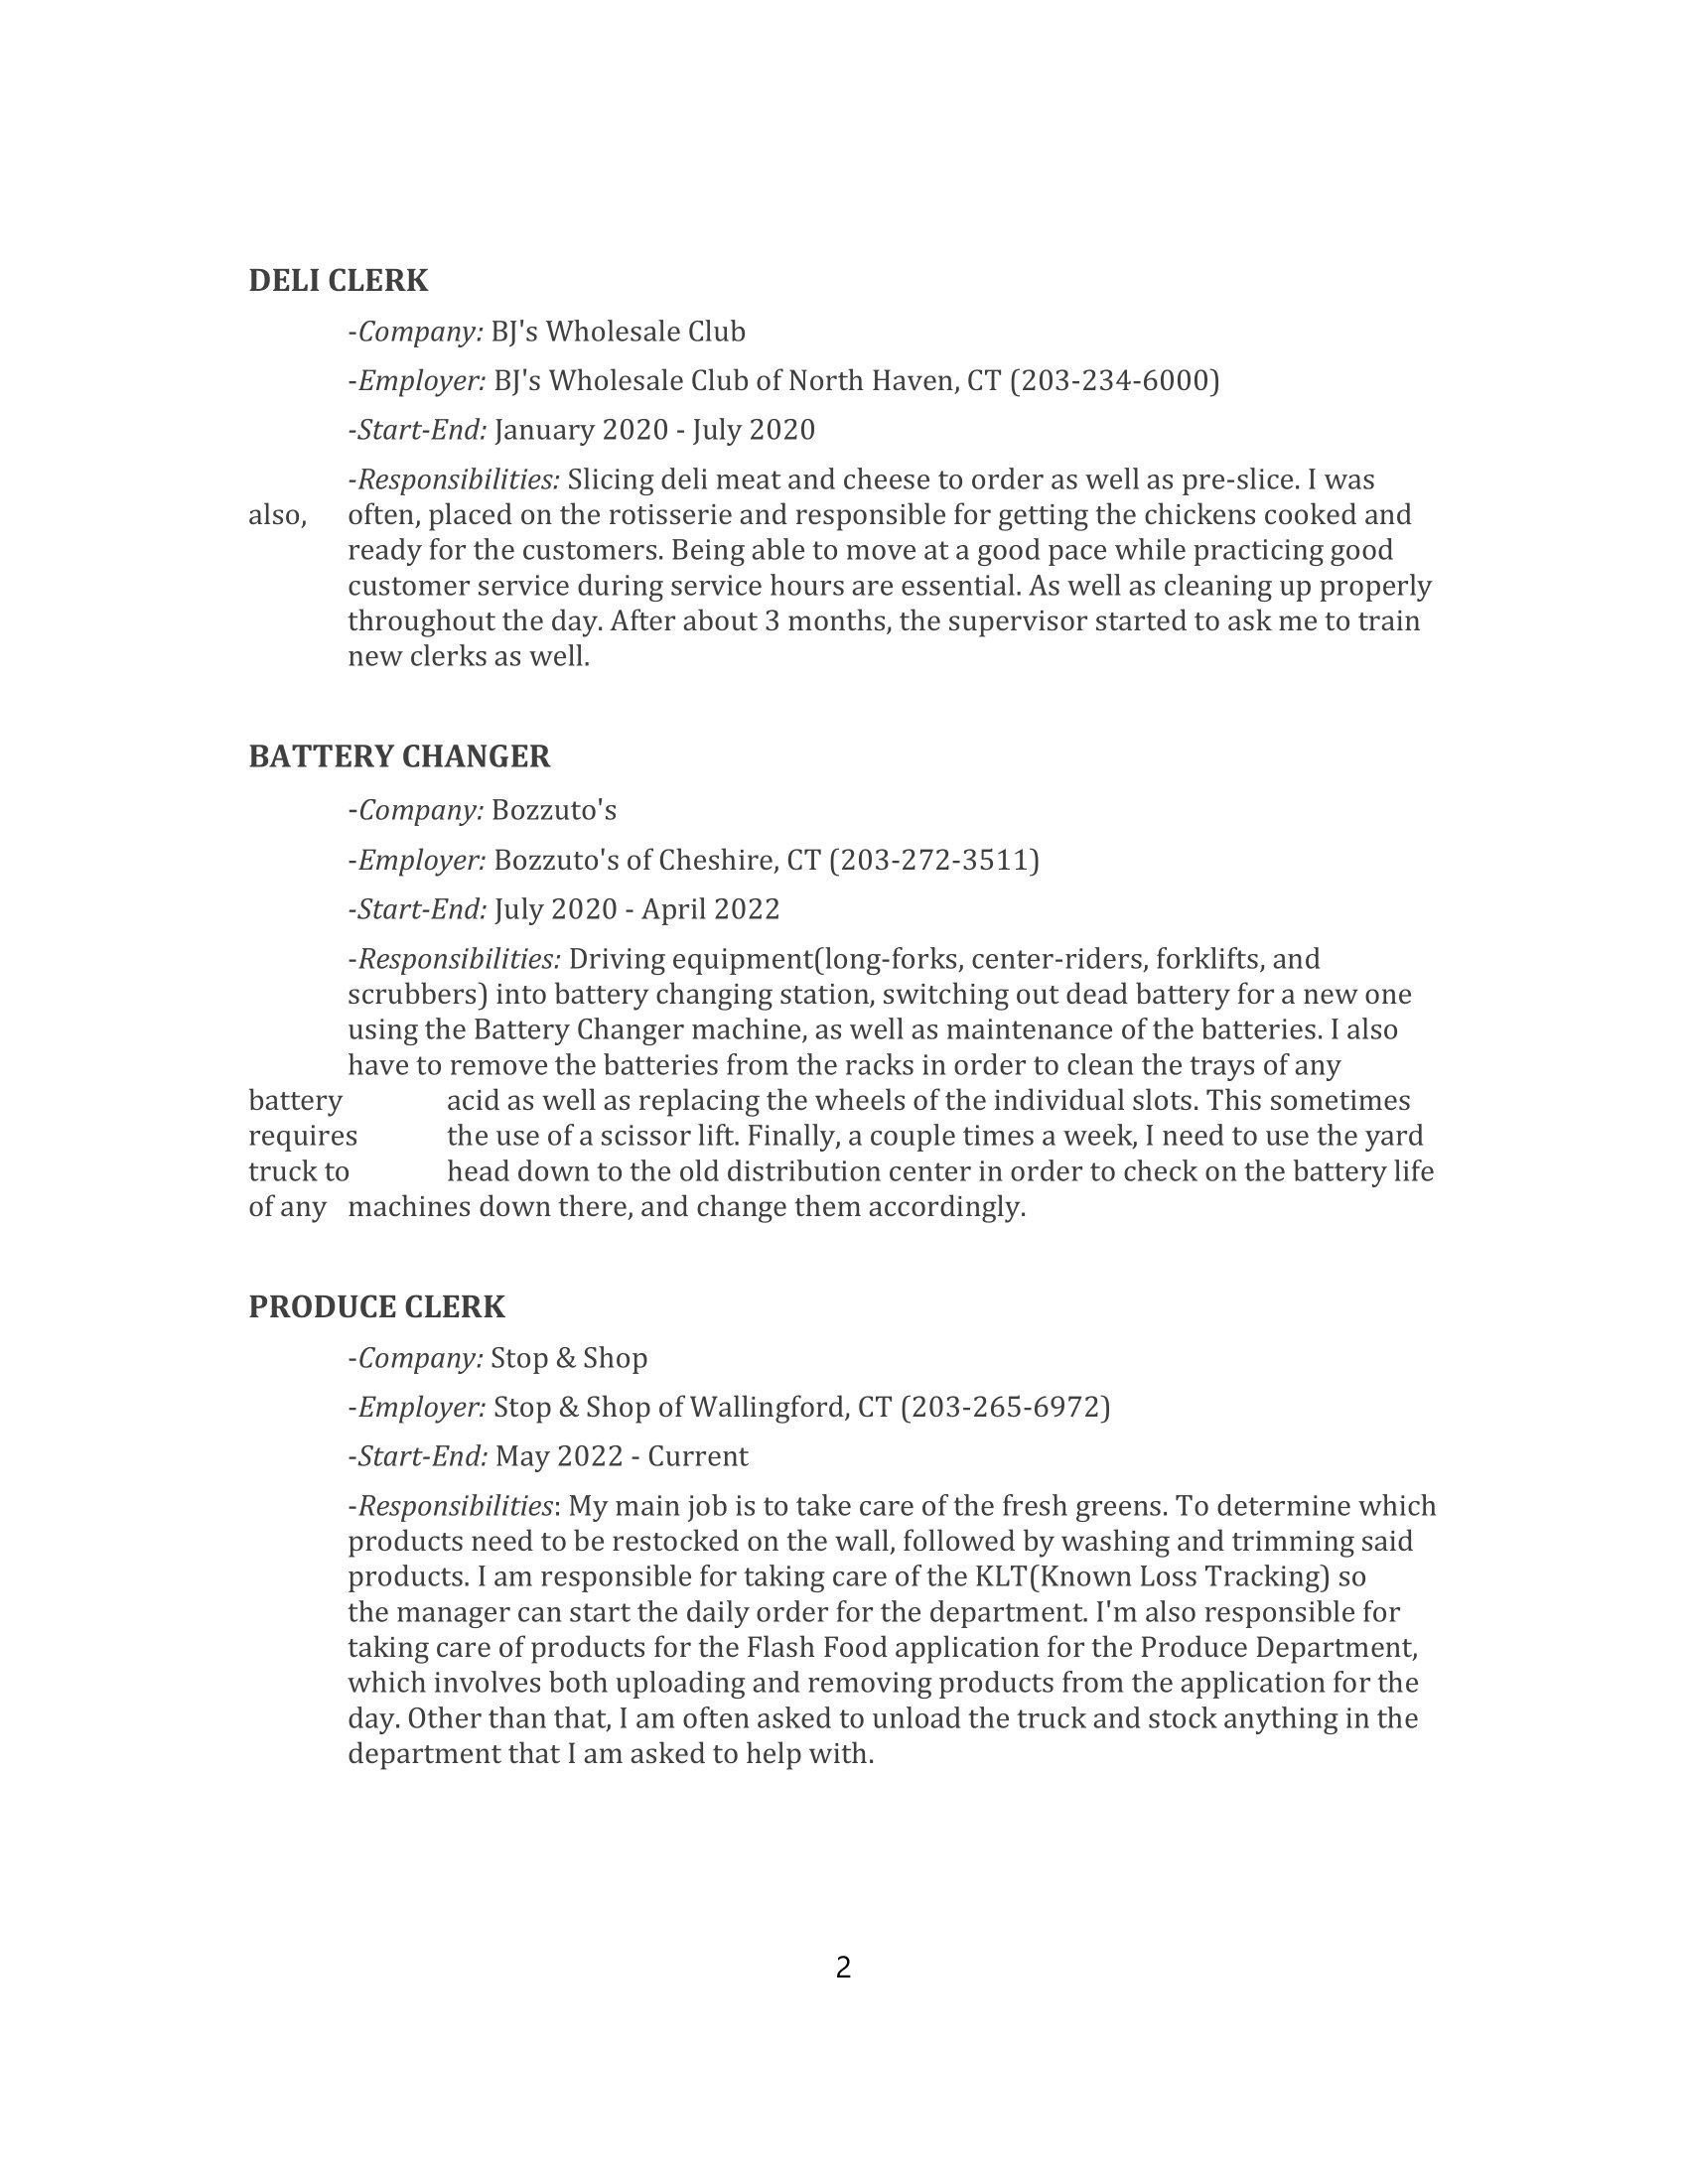 DELI CLERK
-Company: BJ's Wholesale Club
-Employer: BJ's Wholesale Club of North Haven, CT (203-234-6000)
-Start-End: January 2020 - July 2020
-Responsibilities: Slicing deli meat and cheese to order as well as pre-slice. I was
also, often, placed on the rotisserie and responsible for getting the chickens cooked and
ready for the customers. Being able to move at a good pace while practicing good
customer service during service hours are essential. As well as cleaning up properly
throughout the day. After about 3 months, the supervisor started to ask me to train
new clerks as well.
BATTERY CHANGER
-Company: Bozzuto's
-Employer: Bozzuto's of Cheshire, CT (203-272-3511)
-Start-End: July 2020 - April 2022
-Responsibilities: Driving equipment(long-forks, center-riders, forklifts, and
scrubbers) into battery changing station, switching out dead battery for a new one
using the Battery Changer machine, as well as maintenance of the batteries. I also
have to remove the batteries from the racks in order to clean the trays of any
battery acid as well as replacing the wheels of the individual slots. This sometimes
requires the use of a scissor lift. Finally, a couple times a week, I need to use the yard
truck to head down to the old distribution center in order to check on the battery life
of any machines down there, and change them accordingly.
PRODUCE CLERK
-Company: Stop & Shop
-Employer: Stop & Shop of Wallingford, CT (203-265-6972)
-Start-End: May 2022 - Current
-Responsibilities: My main job is to take care of the fresh greens. To determine which
products need to be restocked on the wall, followed by washing and trimming said
products. I am responsible for taking care of the KLT(Known Loss Tracking) so
the manager can start the daily order for the department. I'm also responsible for
taking care of products for the Flash Food application for the Produce Department,
which involves both uploading and removing products from the application for the
day. Other than that, I am often asked to unload the truck and stock anything in the
department that I am asked to help with.
2